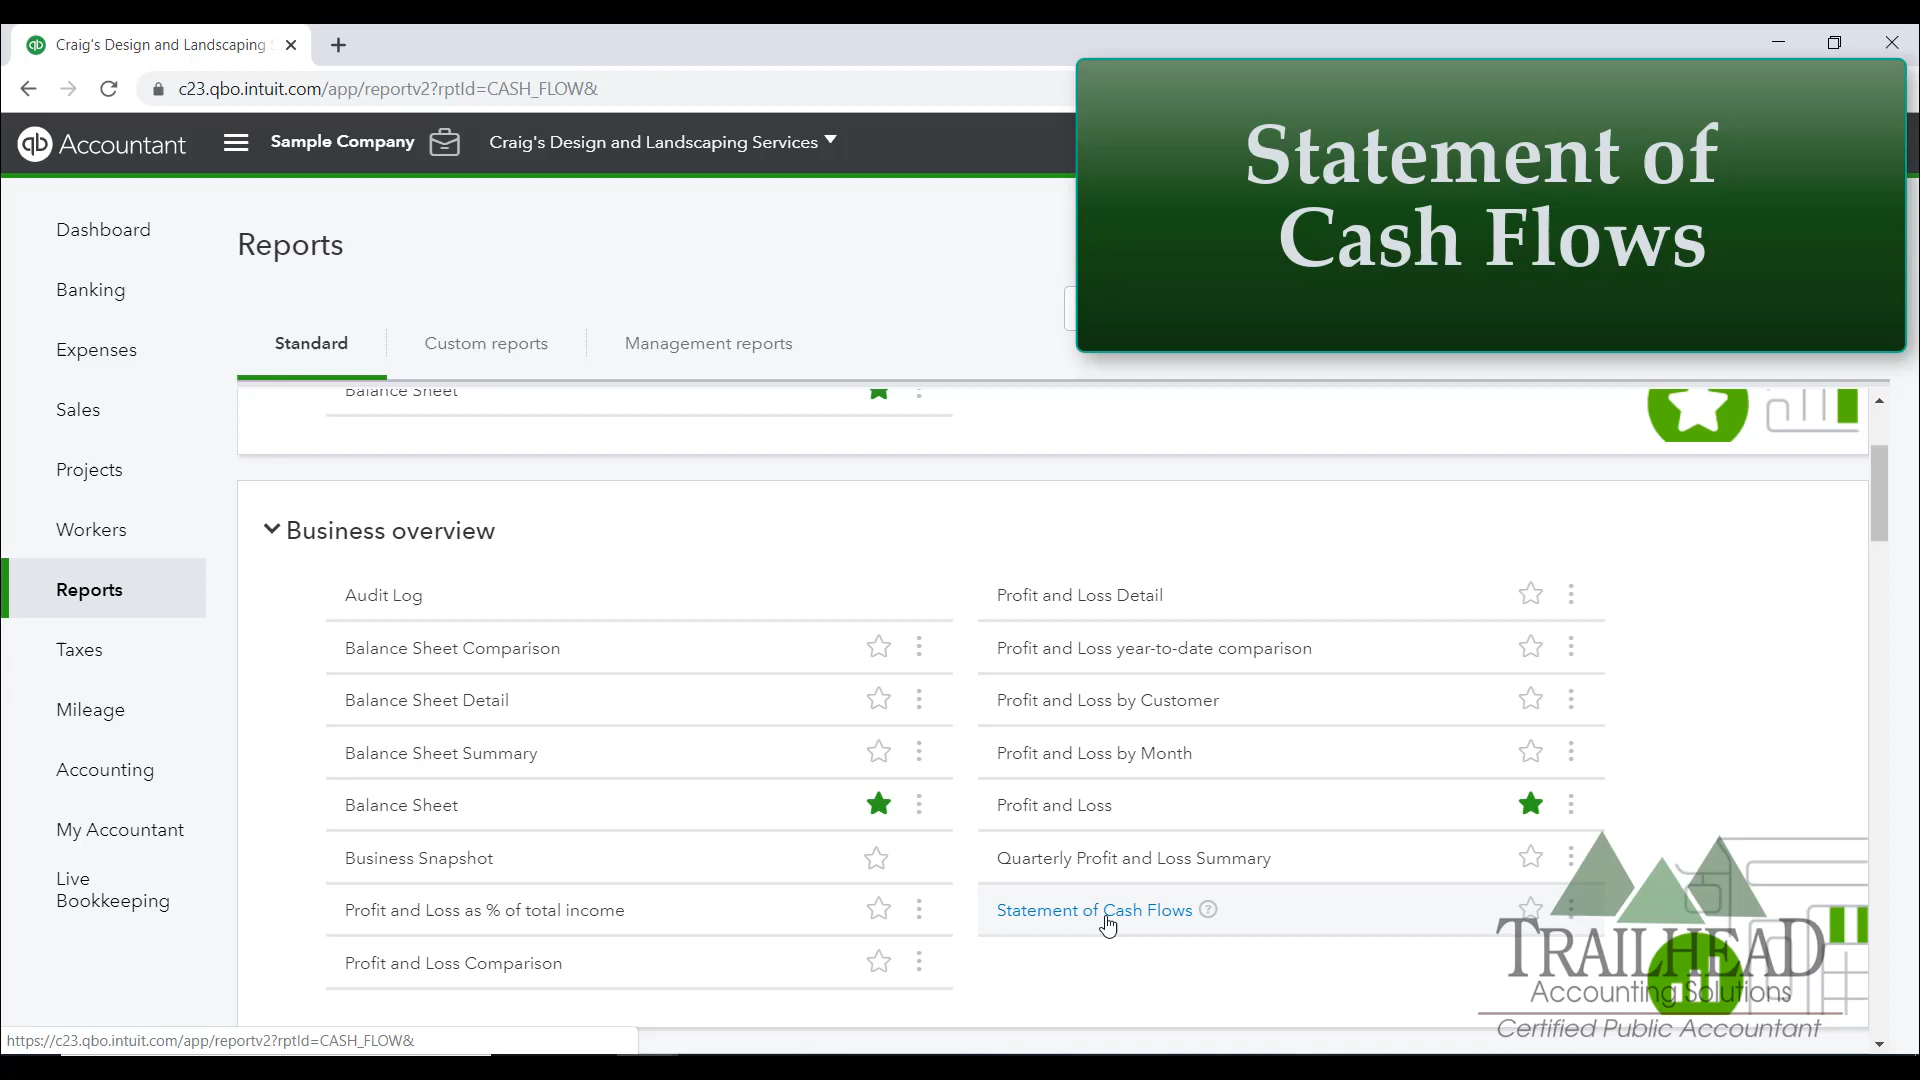 Craig's Design and Landscaping S
c23.qbo.intuit.com/app/reportv2?rptId=CASH_FLOW&
qb Accountant
Sample Company
Craig's Design and Landscaping Services
Statement of
Cash Flows
Dashboard
Banking
Expenses
Sales
Projects
Workers
Reports
Taxes
Mileage
Accounting
My Accountant
Live
Bookkeeping
Reports
Standard
Custom reports
Management reports
Balance Sheet
Business overview
Audit Log
Balance Sheet Comparison
Balance Sheet Detail
Balance Sheet Summary
Balance Sheet
Business Snapshot
Profit and Loss as % of total income
Profit and Loss Comparison
Profit and Loss Detail
Profit and Loss year-to-date comparison
Profit and Loss by Customer
Profit and Loss by Month
Profit and Loss
Quarterly Profit and Loss Summary
Statement of Cash Flows ?
TRAILHEAD
Accounting Solutions
Certified Public Accountant
https://c23.qbo.intuit.com/app/reportv2?rptId=CASH_FLOW&